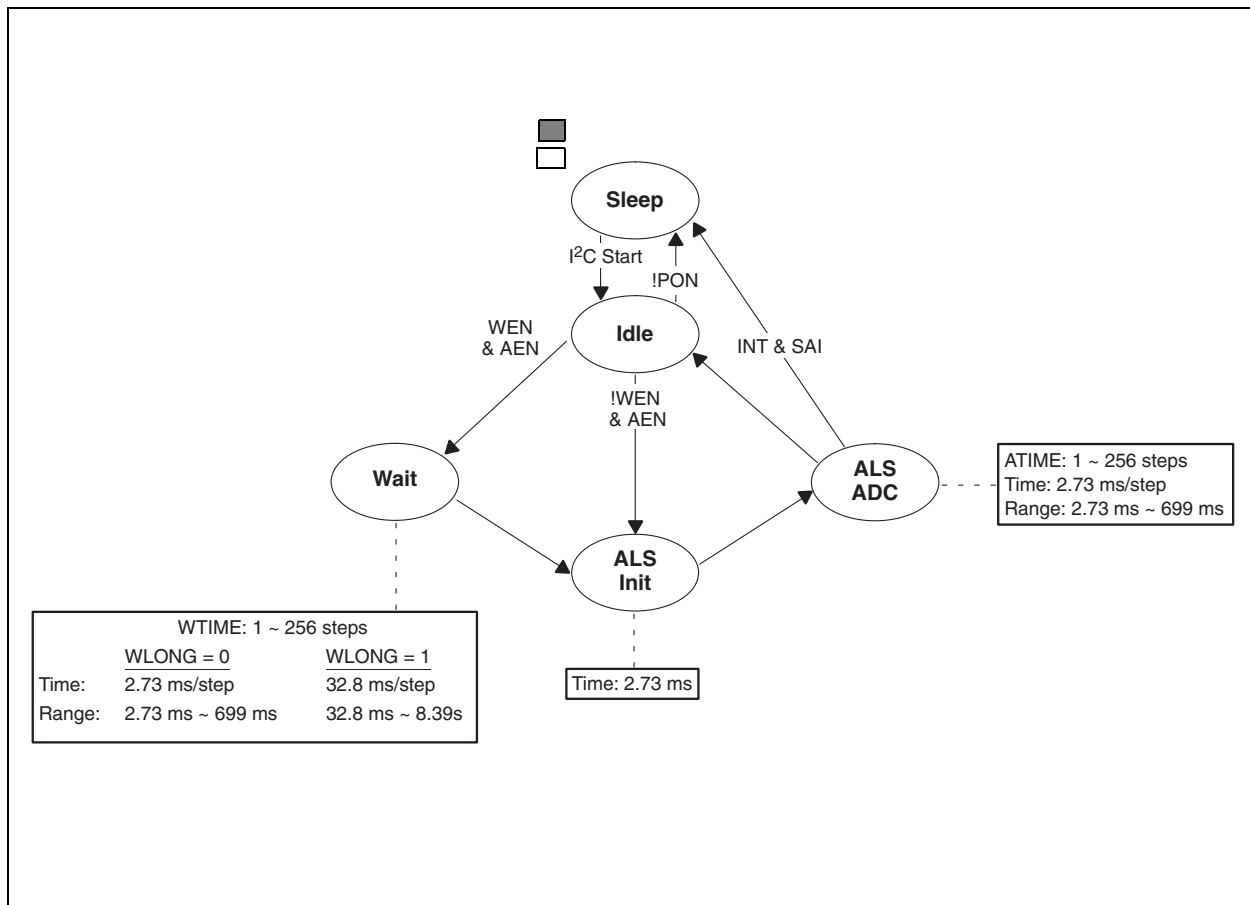 Sleep
I²C Start
!PON
Idle
WEN
& AEN
INT & SAI
!WEN
& AEN
Wait
ALS
ADC
ATIME: 1 ~ 256 steps
Time: 2.73 ms/step
Range: 2.73 ms ~ 699 ms
ALS
Init
WTIME: 1 ~ 256 steps
WLONG = 0 WLONG = 1
Time: 2.73 ms/step 32.8 ms/step
Range: 2.73 ms ~ 699 ms 32.8 ms ~ 8.39s
Time: 2.73 ms